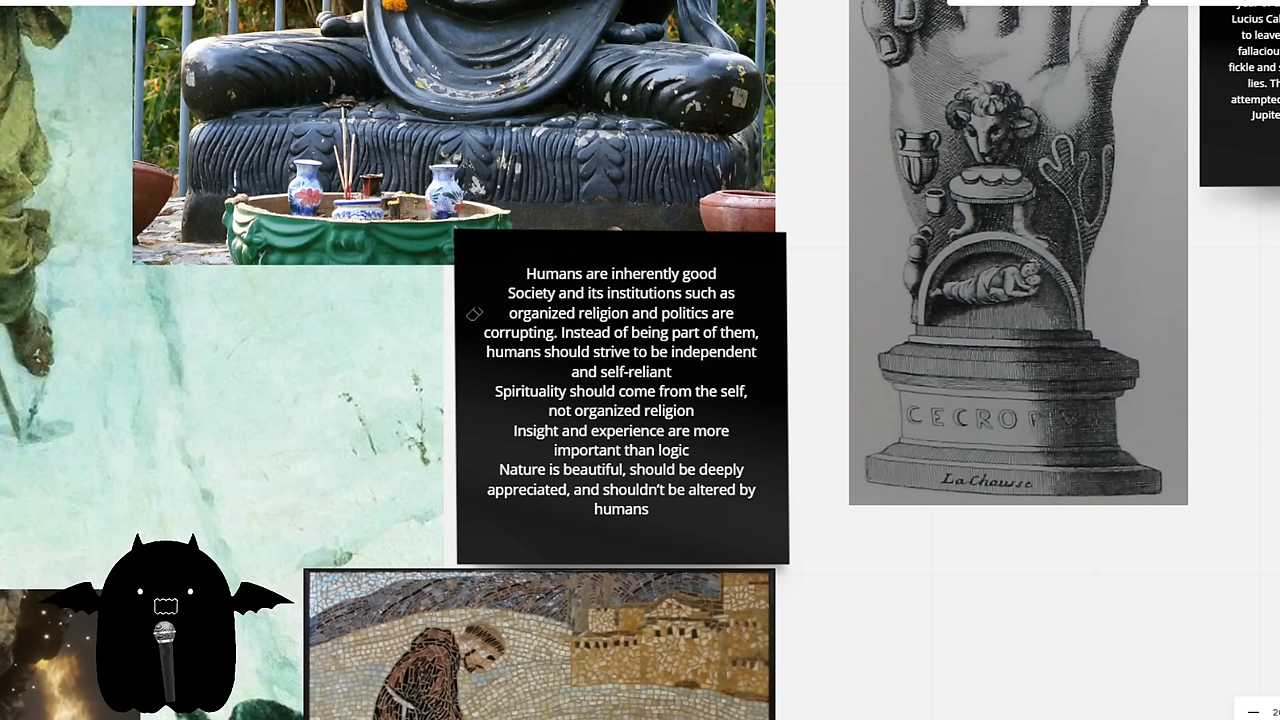 Humans are inherently good
Society and its institutions such as
organized religion and politics are
corrupting. Instead of being part of them,
humans should strive to be independent
and self-reliant
Spirituality should come from the self,
not organized religion
Insight and experience are more
important than logic
Nature is beautiful, should be deeply
appreciated, and shouldn't be altered by
humans
CECROP
La Chausse
Lucius Ca
to leave
fallaciou
fickle and
lies. Th
attempted
Jupite